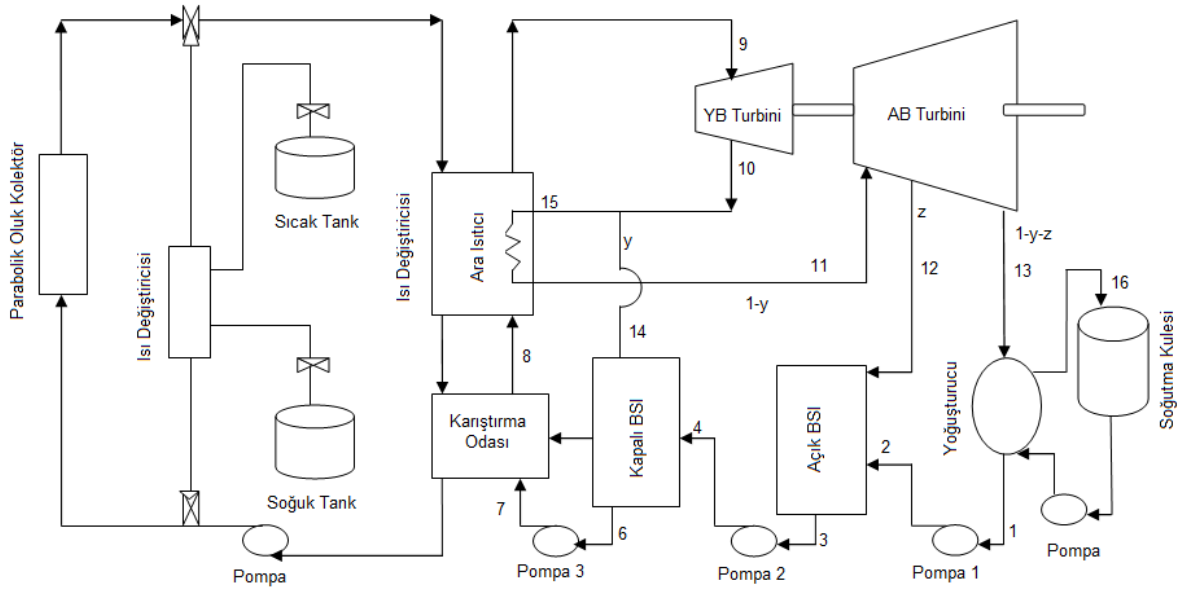 9
YB Turbini
AB Turbini
10
Parabolik Oluk Kolektör
Sıcak Tank
Isı Değiştiricisi
Isı Değiştiricisi
Ara Isıtıcı
15
y
z
1-y-z
11
12
13
16
1-y
14
8
Soğutma Kulesi
Karıştırma
Odası
Kapalı BSI
4
Açık BSI
2
Yoğuşturucu
Soğuk Tank
7
6
3
1
Pompa
Pompa 3
Pompa 2
Pompa 1
Pompa